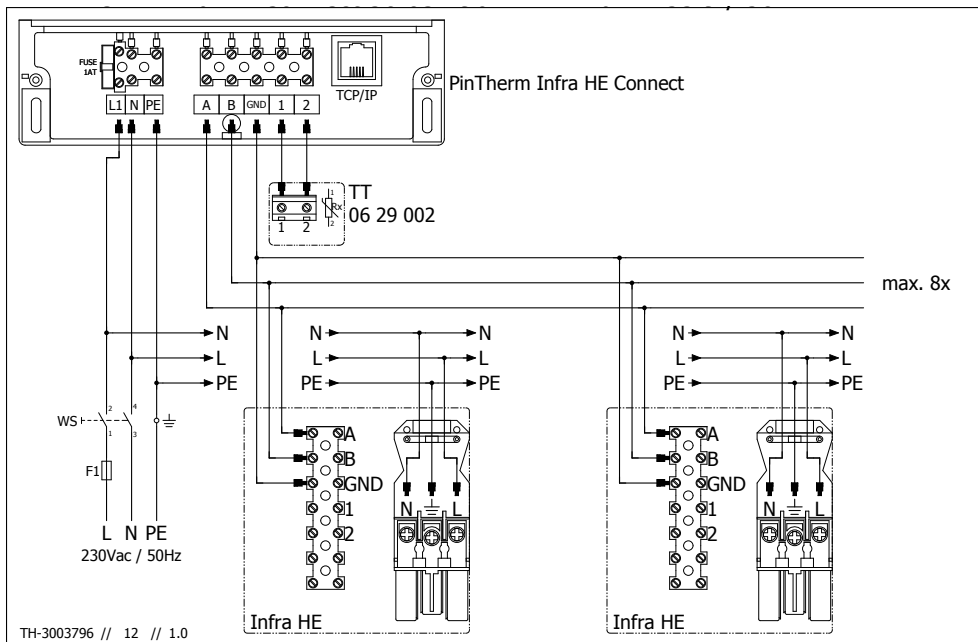 FUSE
1AT
L1 N PE
A B GND 1 2
TCP/IP
PinTherm Infra HE Connect
TT
06 29 002
1
Rx
2
1 2
max. 8x
N
L
PE
N N
L L
PE PE
N N
L L
PE PE
WS
2 4
1 3
F1
L N PE
230Vac / 50Hz
A
B
GND
1
2
N L
Infra HE
A
B
GND
1
2
N L
Infra HE
TH-3003796 // 12 // 1.0